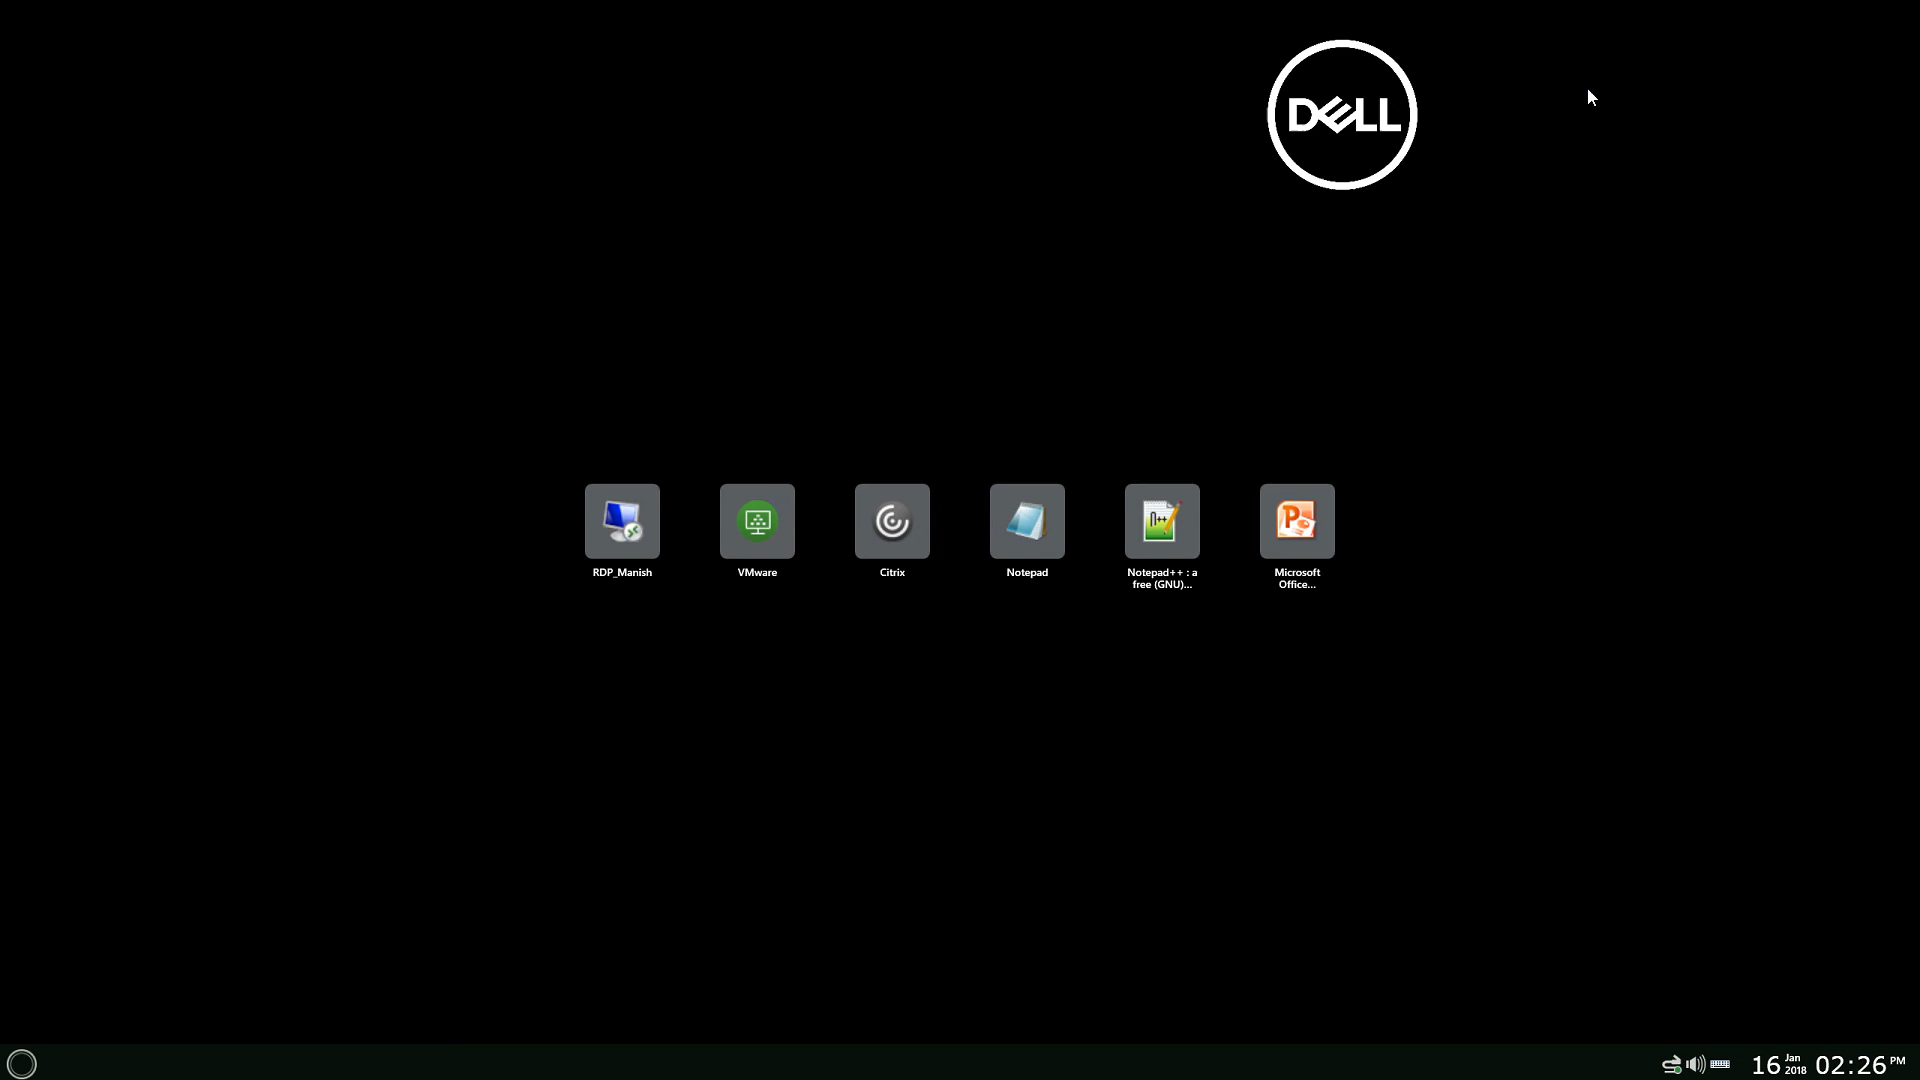 DELL
RDP_Manish
VMware
Citrix
Notepad
Notepad++ : a
free (GNU)...
Microsoft
Office...
16 Jan 2018 02:26 PM